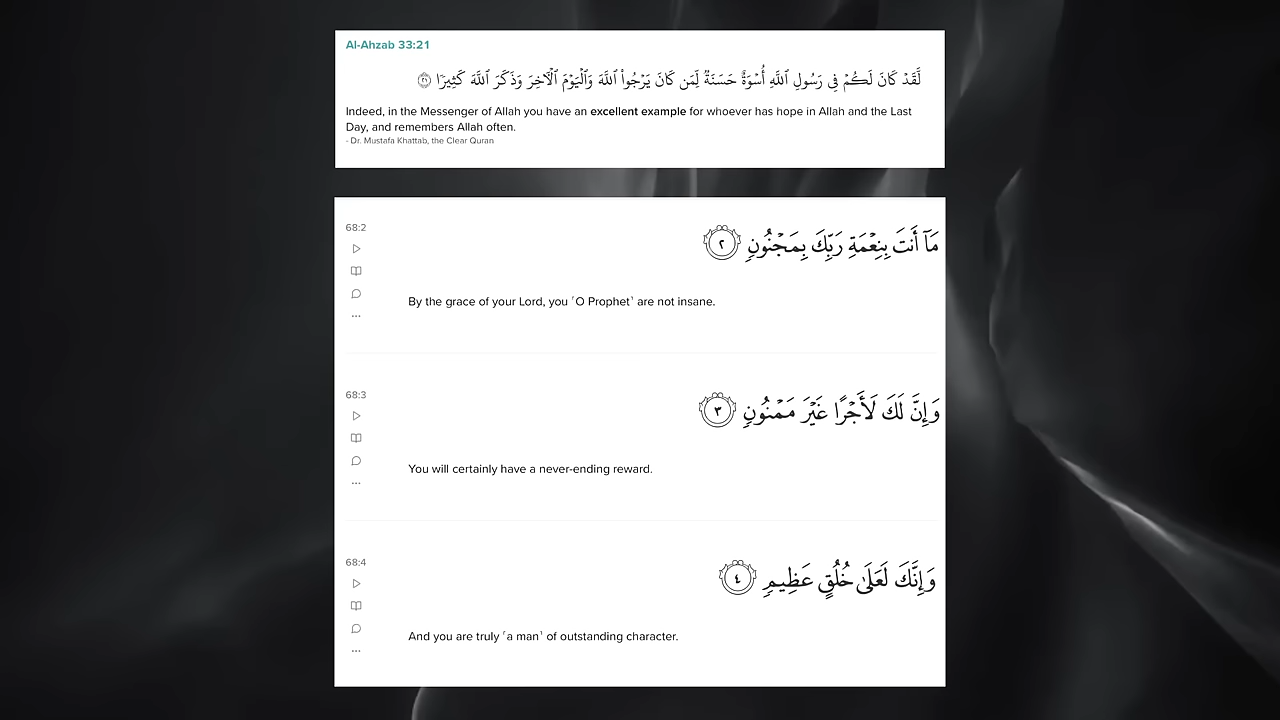 Al-Ahzab 33:21
لَّقَدْ كَانَ لَكُمْ فِى رَسُولِ ٱللَّهِ أُسْوَةٌ حَسَنَةٌ لِّمَن كَانَ يَرْجُوا۟ ٱللَّهَ وَٱلْيَوْمَ ٱلْـَٔاخِرَ وَذَكَرَ ٱللَّهَ كَثِيرًا ٢١
Indeed, in the Messenger of Allah you have an excellent example for whoever has hope in Allah and the Last
Day, and remembers Allah often.
- Dr. Mustafa Khattab, the Clear Quran
68:2
مَآ أَنتَ بِنِعْمَةِ رَبِّكَ بِمَجْنُونٍ ٢
By the grace of your Lord, you ˹O Prophet˺ are not insane.
68:3
وَإِنَّ لَكَ لَأَجْرًا غَيْرَ مَمْنُونٍ ٣
You will certainly have a never-ending reward.
68:4
وَإِنَّكَ لَعَلَىٰ خُلُقٍ عَظِيمٍ ٤
And you are truly ˹a man˺ of outstanding character.